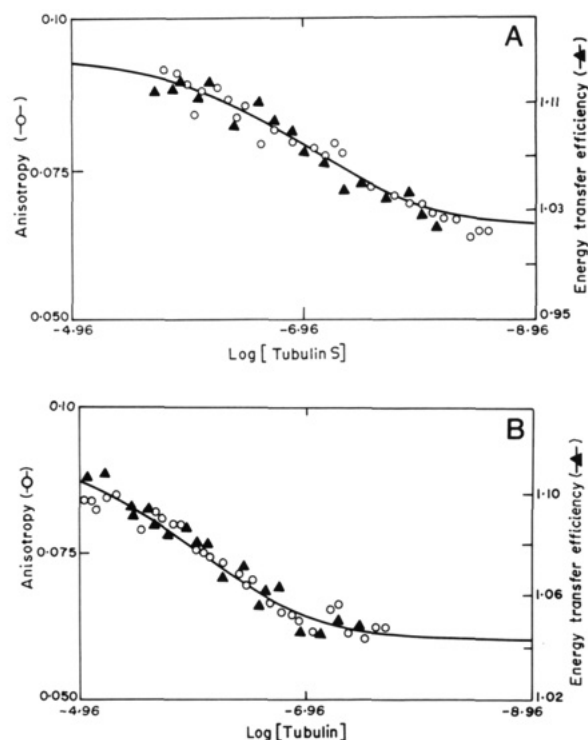 A
0·10
0·075
0·050
Anisotropy (-o-)
1·11
1·03
0·95
Energy transfer efficiency (-▲-)
-4·96
-6·96
-8·96
Log [Tubulin S]
B
0·10
0·075
0·050
Anisotropy (-o-)
1·10
1·06
1·02
Energy transfer efficiency (-▲-)
-4·96
-6·96
-8·96
Log [Tubulin]